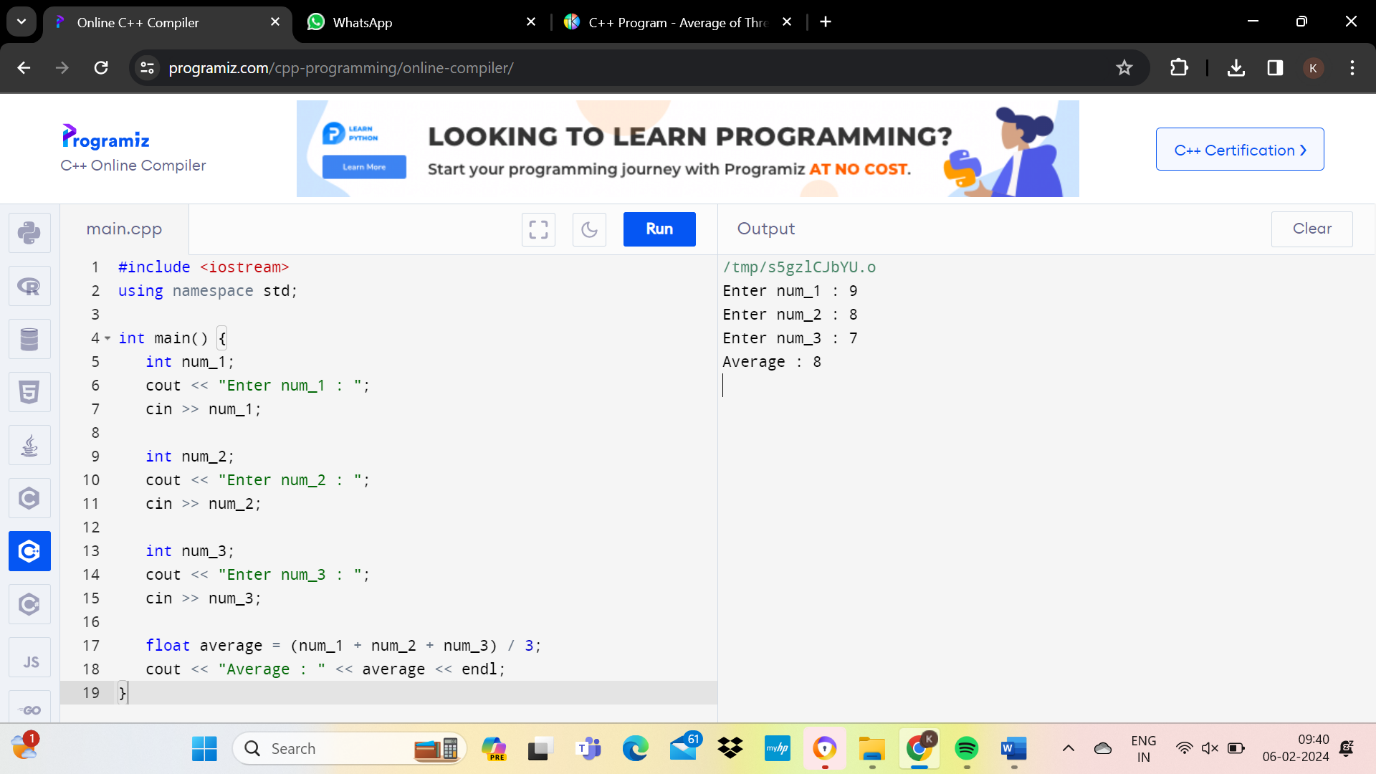 Online C++ Compiler
WhatsApp
C++ Program - Average of Thre
programiz.com/cpp-programming/online-compiler/
K
Programiz
C++ Online Compiler
LEARN PYTHON
Learn More
LOOKING TO LEARN PROGRAMMING?
Start your programming journey with Programiz AT NO COST.
C++ Certification
main.cpp
Run
Output
Clear
1 #include <iostream>
2 using namespace std;
3
4 int main() {
5 int num_1;
6 cout << "Enter num_1 : ";
7 cin >> num_1;
8
9 int num_2;
10 cout << "Enter num_2 : ";
11 cin >> num_2;
12
13 int num_3;
14 cout << "Enter num_3 : ";
15 cin >> num_3;
16
17 float average = (num_1 + num_2 + num_3) / 3;
18 cout << "Average : " << average << endl;
19 }
/tmp/s5gzlCJbYU.o
Enter num_1 : 9
Enter num_2 : 8
Enter num_3 : 7
Average : 8
R
5
JS
GO
1
Search
PRE
61
myhp
K
W
ENG
IN
09:40
06-02-2024